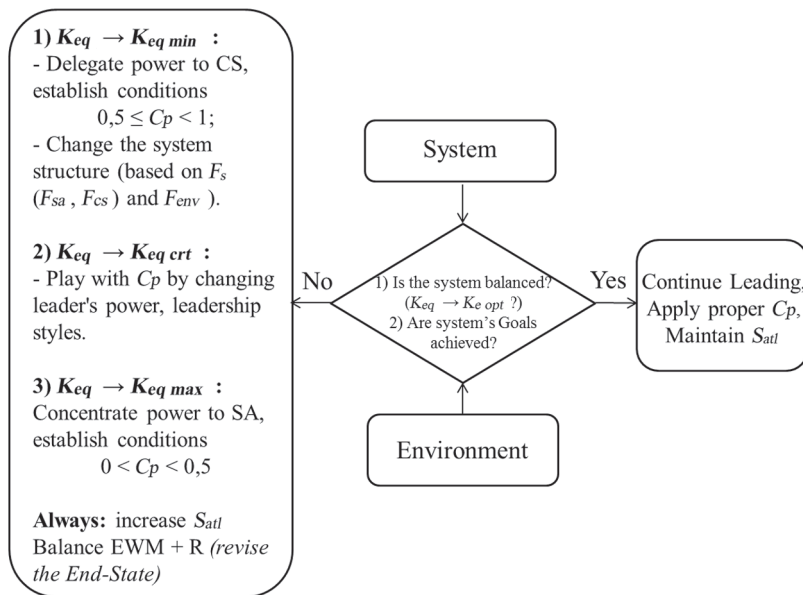 1) Keq → Keq min :
- Delegate power to CS,
establish conditions
0,5 ≤ Cp < 1;
- Change the system
structure (based on Fs
(Fsa , Fcs ) and Fenv ).
2) Keq → Keq crt :
- Play with Cp by changing
leader's power, leadership
styles.
3) Keq → Keq max :
Concentrate power to SA,
establish conditions
0 < Cp < 0,5
Always: increase Satl
Balance EWM + R (revise
the End-State)
No
System
1) Is the system balanced?
(Keq → Ke opt ?)
2) Are system’s Goals
achieved?
Environment
Yes
Continue Leading,
Apply proper Cp,
Maintain Satl